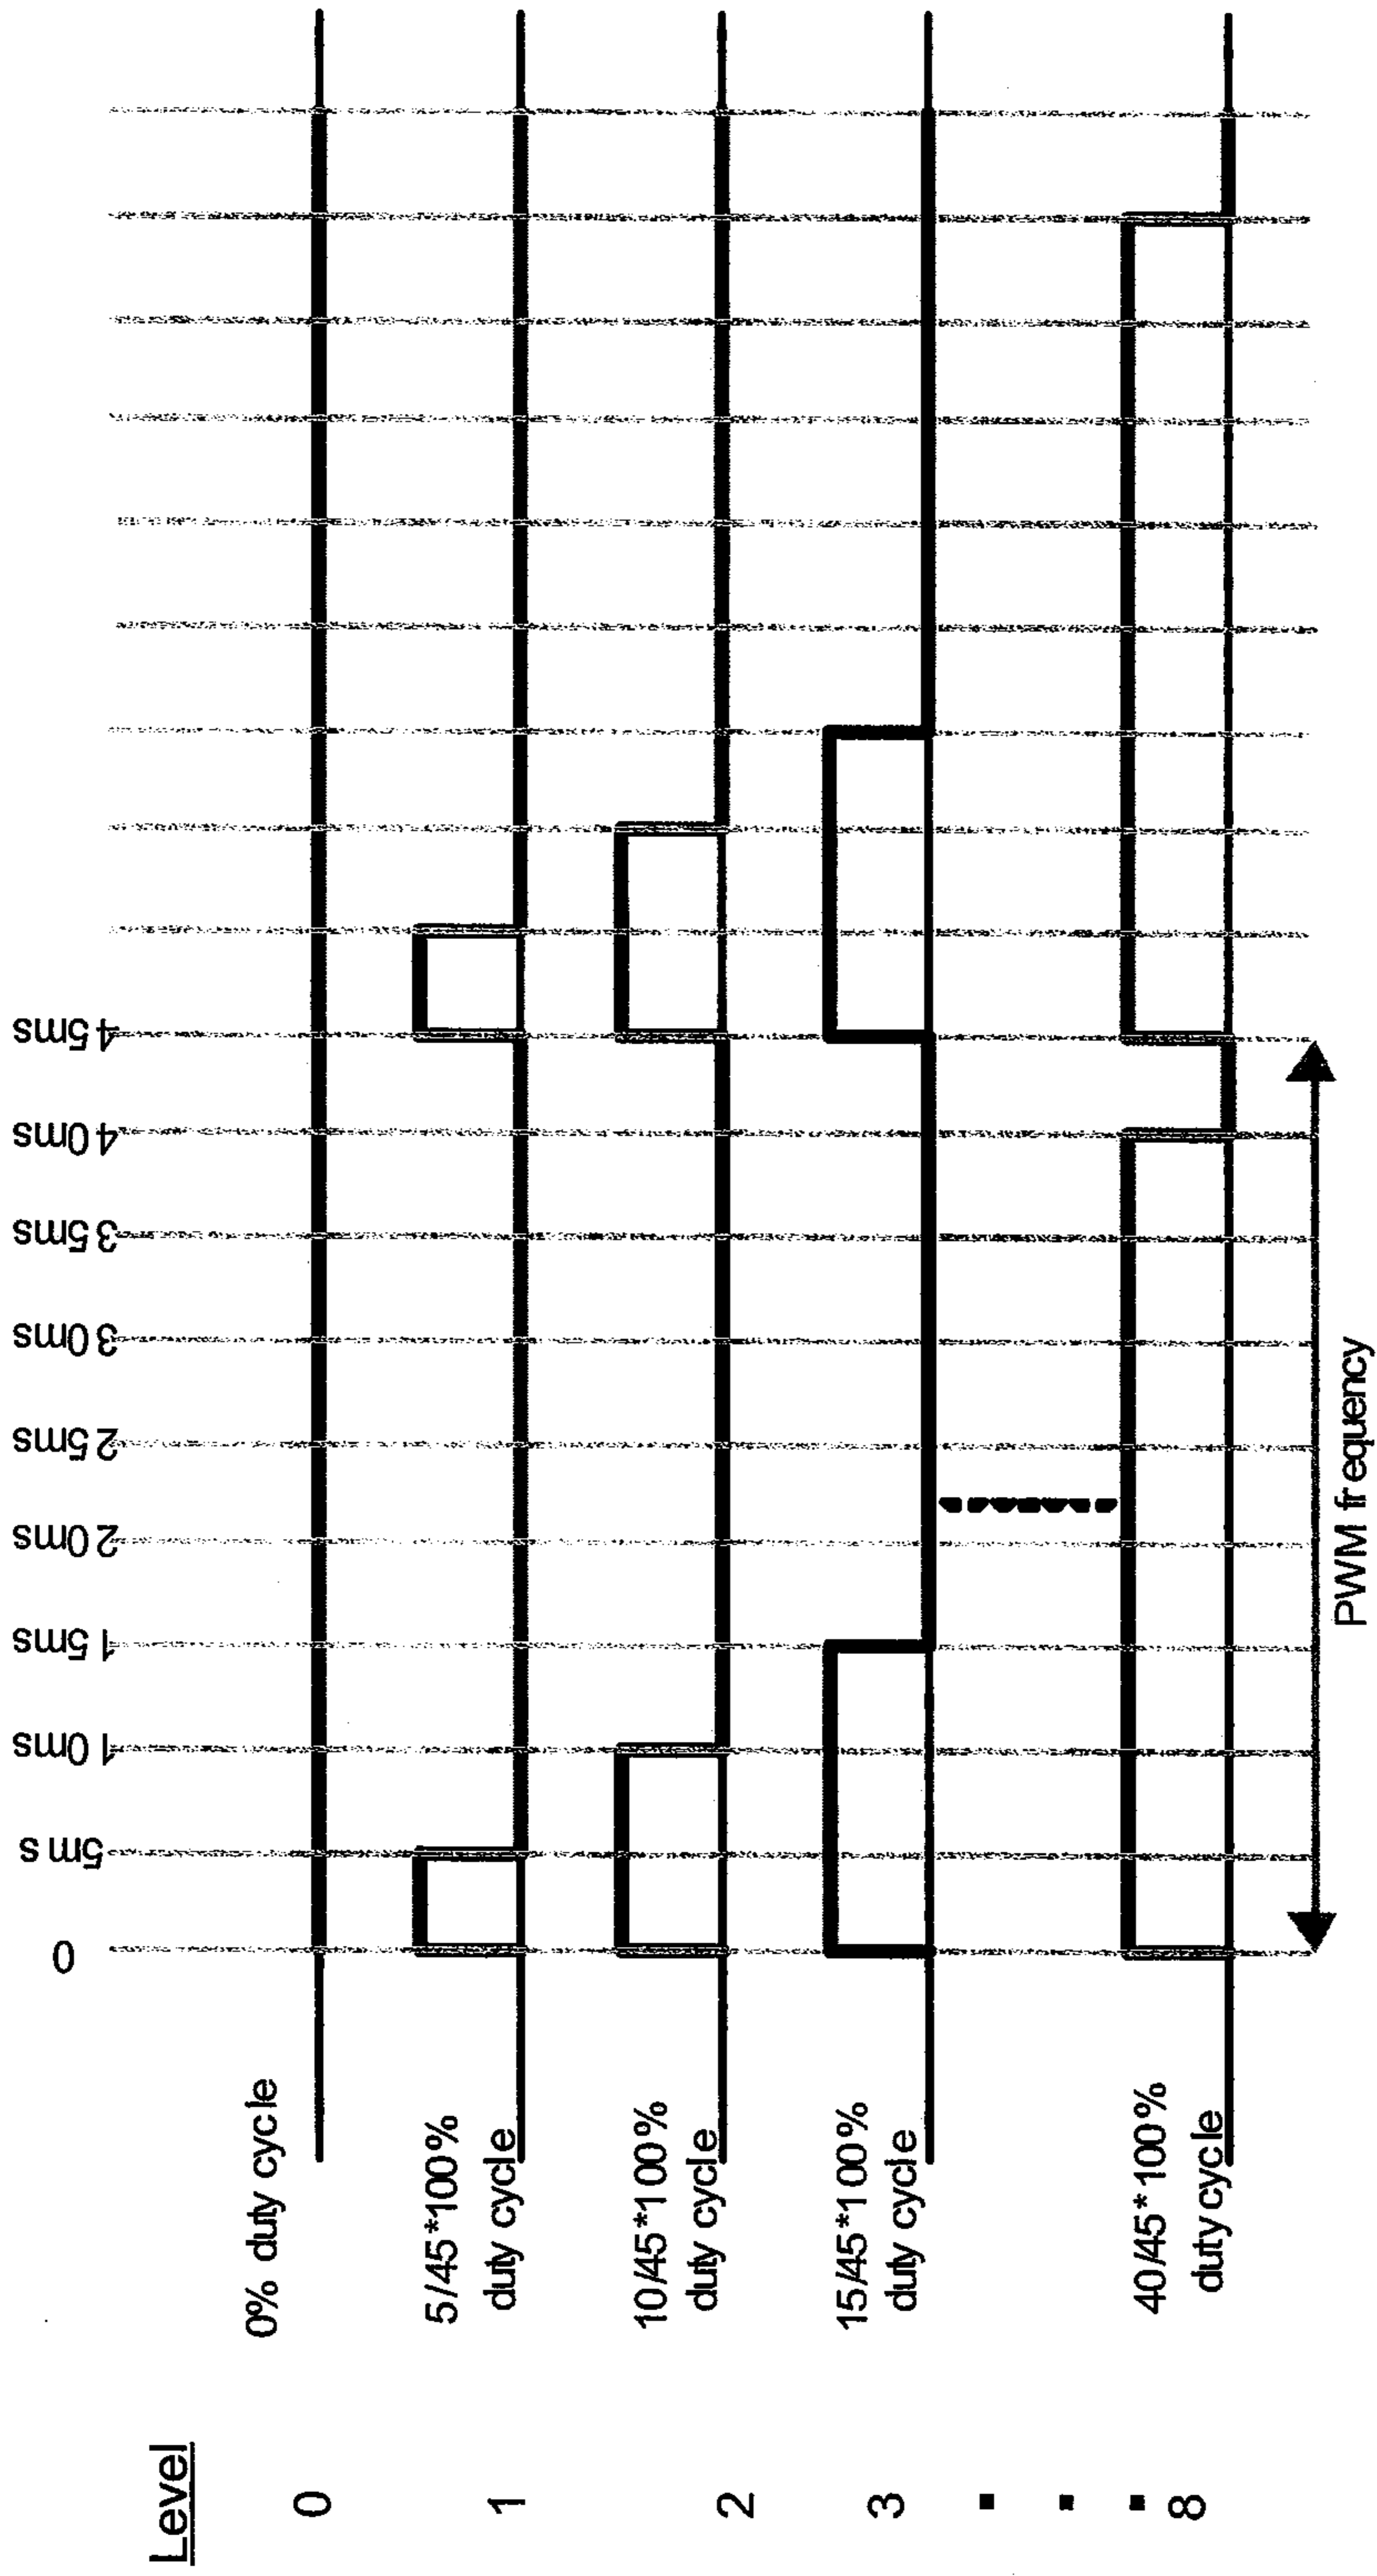 0
5ms
10ms
15ms
20ms
25ms
30ms
35ms
40ms
45ms
Level
0
0% duty cycle
1
5/45*100%
duty cycle
2
10/45*100%
duty cycle
3
15/45*100%
duty cycle
8
40/45*100%
duty cycle
PWM frequency